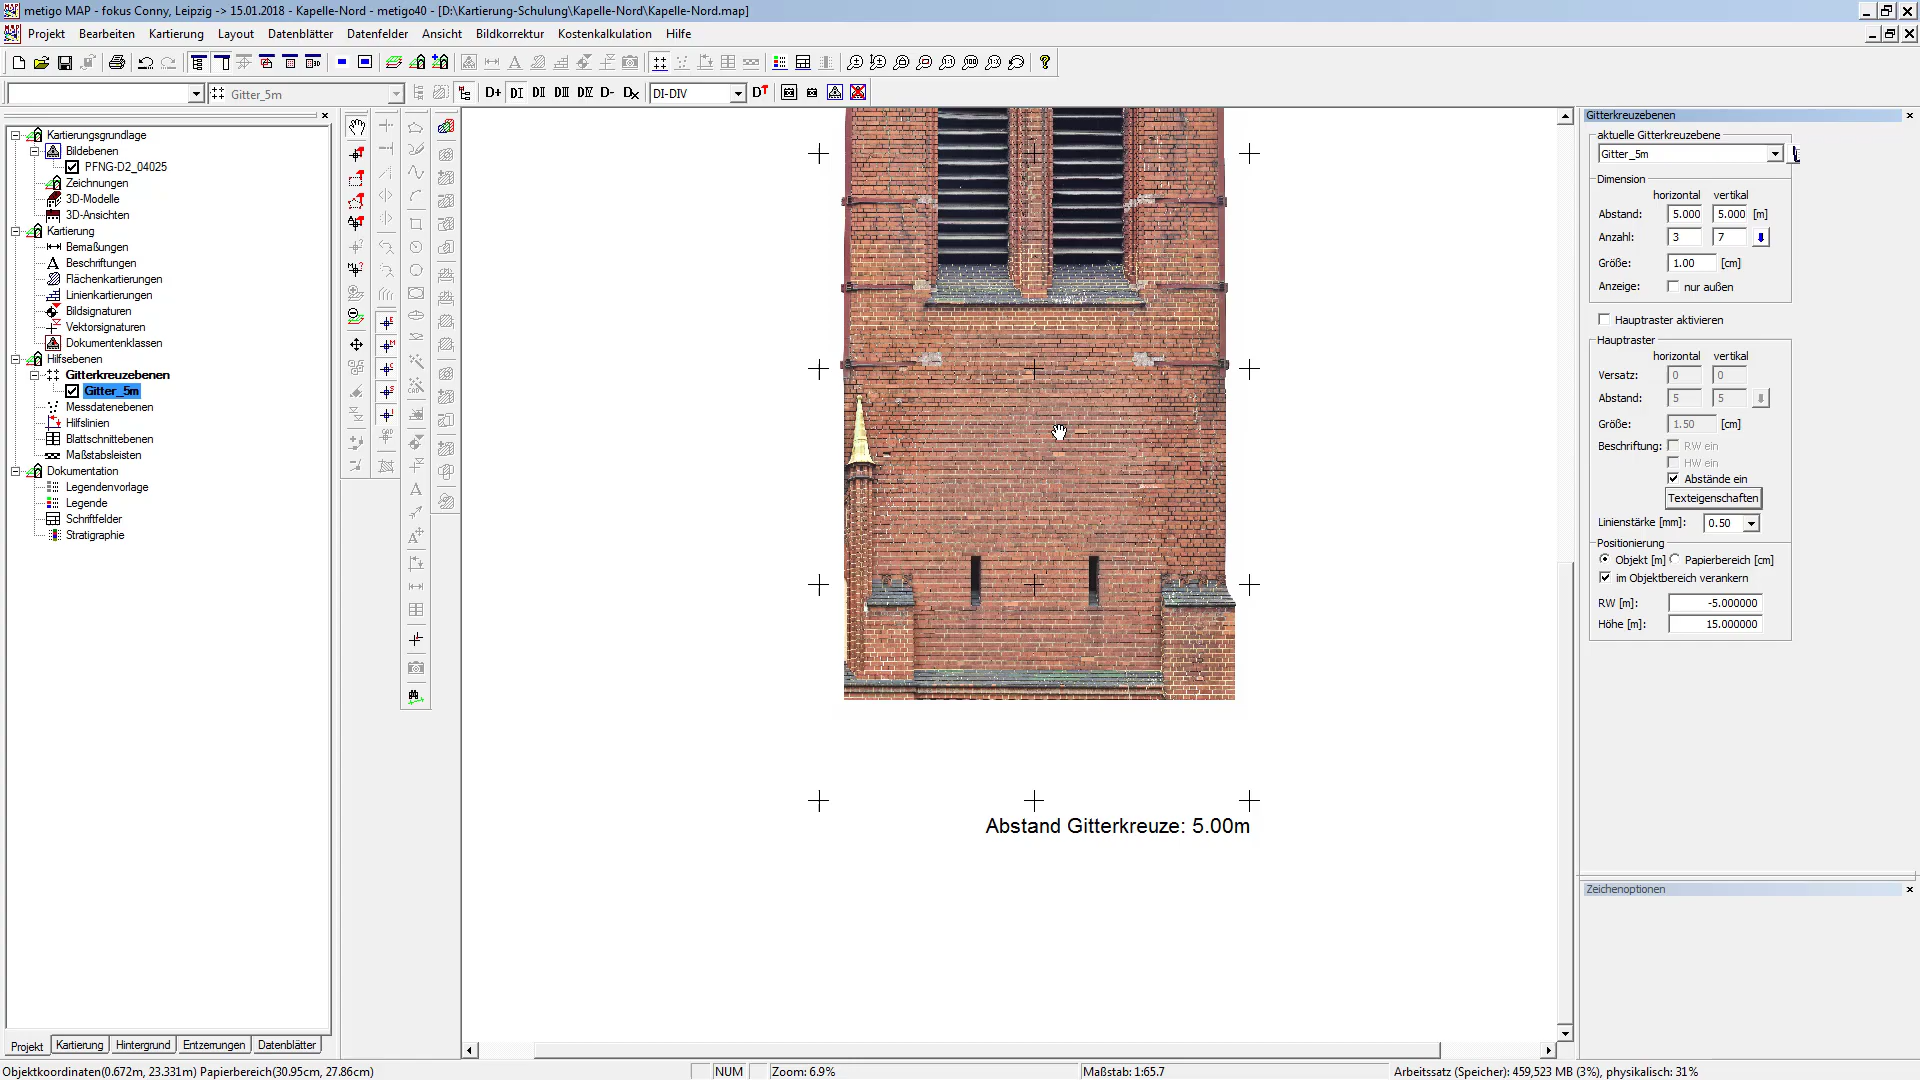 metigo MAP - fokus Conny, Leipzig -> 15.01.2018 - Kapelle-Nord - metigo40 - [D:\Kartierung-Schulung\Kapelle-Nord\Kapelle-Nord.map]
Projekt Bearbeiten Kartierung Layout Datenblätter Datenfelder Ansicht Bildkorrektur Kostenkalkulation Hilfe
Gitter_5m D+ DI DII DIII DIV D- Dx DI-DIV
Kartierungsgrundlage
Bildebenen
PFNG-D2_04025
Zeichnungen
3D-Modelle
3D-Ansichten
Kartierung
Bemaßungen
Beschriftungen
Flächenkartierungen
Linienkartierungen
Bildsignaturen
Vektorsignaturen
Dokumentenklassen
Hilfsebenen
Gitterkreuzebenen
Gitter_5m
Messdatenebenen
Hilfslinien
Blattschnittebenen
Maßstabsleisten
Dokumentation
Legendenvorlage
Legende
Schriftfelder
Stratigraphie
Projekt Kartierung Hintergrund Entzerrungen Datenblätter
Abstand Gitterkreuze: 5.00m
Gitterkreuzebenen
aktuelle Gitterkreuzebene
Gitter_5m
Dimension
horizontal vertikal
Abstand: 5.000 5.000 [m]
Anzahl: 3 7
Größe: 1.00 [cm]
Anzeige: nur außen
Hauptraster aktivieren
Hauptraster
horizontal vertikal
Versatz: 0 0
Abstand: 5 5
Größe: 1.50 [cm]
Beschriftung: RW ein
HW ein
Abstände ein
Texteigenschaften
Linienstärke [mm]: 0.50
Positionierung
Objekt [m] Papierbereich [cm]
im Objektbereich verankern
RW [m]: -5.000000
Höhe [m]: 15.000000
Zeichenoptionen
Objektkoordinaten(0.672m, 23.331m) Papierbereich(30.95cm, 27.86cm) NUM Zoom: 6.9% Maßstab: 1:65.7 Arbeitssatz (Speicher): 459,523 MB (3%), physikalisch: 31%